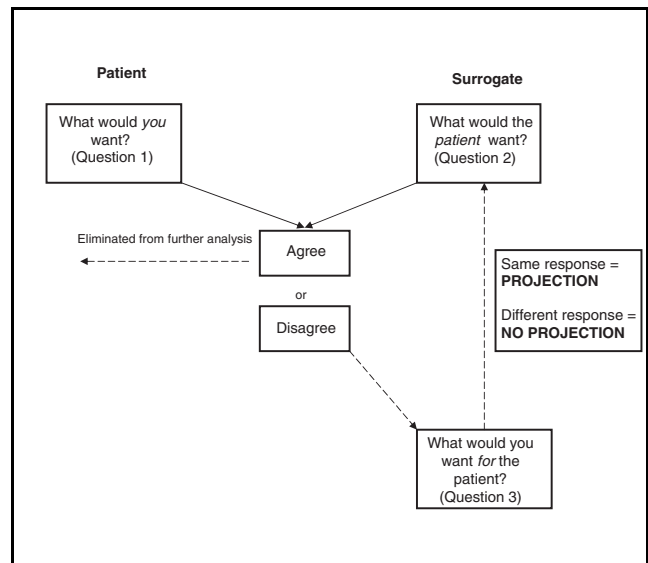 Patient
Surrogate
What would you
want?
(Question 1)
What would the
patient want?
(Question 2)
Eliminated from further analysis
Agree
or
Disagree
Same response =
PROJECTION
Different response =
NO PROJECTION
What would you
want for the
patient?
(Question 3)